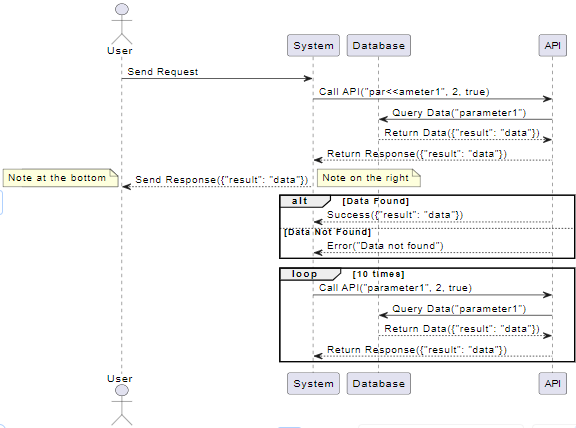 User
System
Database
API
Send Request
Call API("par<<ameter1", 2, true)
Query Data("parameter1")
Return Data({"result": "data"})
Return Response({"result": "data"})
Note at the bottom
Send Response({"result": "data"})
Note on the right
alt
[Data Found]
Success({"result": "data"})
[Data Not Found]
Error("Data not found")
loop
[10 times]
Call API("parameter1", 2, true)
Query Data("parameter1")
Return Data({"result": "data"})
Return Response({"result": "data"})
User
System
Database
API